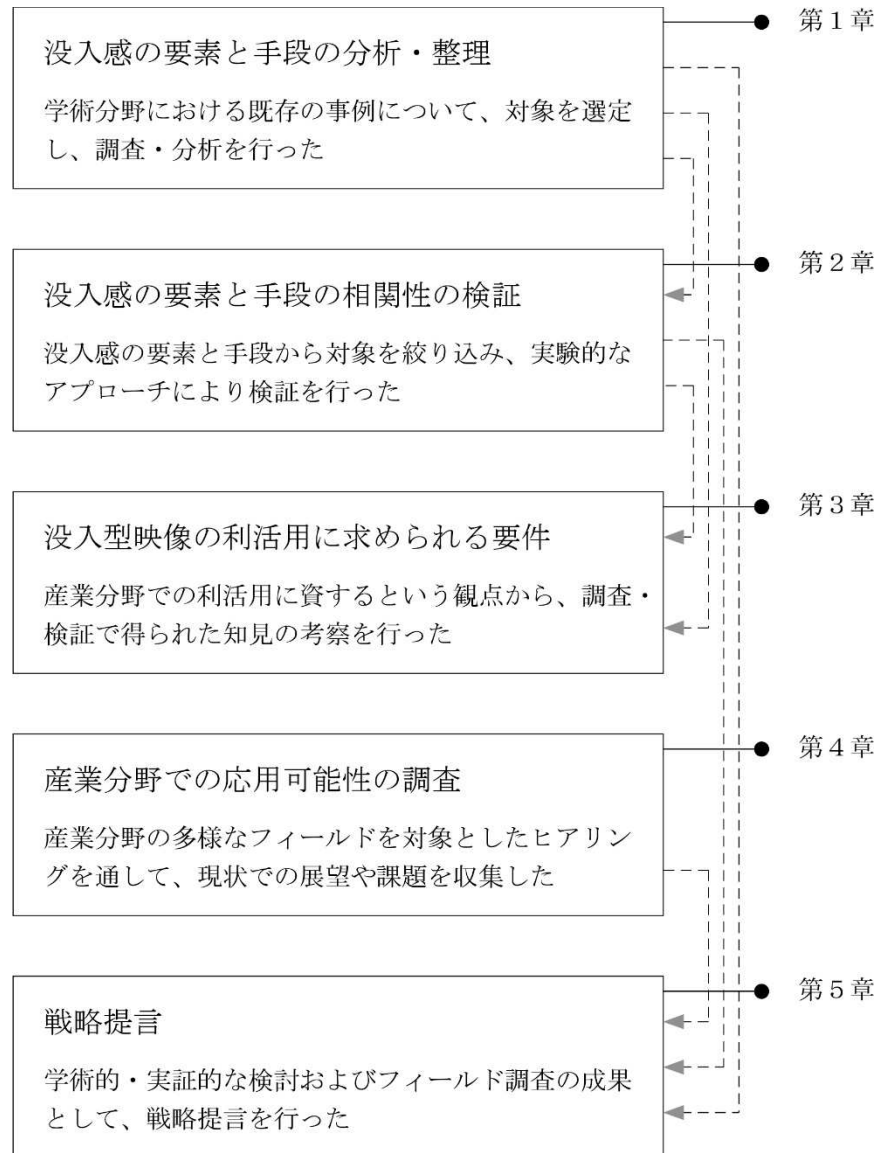 第１章
没入感の要素と手段の分析・整理
学術分野における既存の事例について、対象を選定
し、調査・分析を行った
第２章
没入感の要素と手段の相関性の検証
没入感の要素と手段から対象を絞り込み、実験的な
アプローチにより検証を行った
第３章
没入型映像の利活用に求められる要件
産業分野での利活用に資するという観点から、調査・
検証で得られた知見の考察を行った
第４章
産業分野での応用可能性の調査
産業分野の多様なフィールドを対象としたヒアリン
グを通して、現状での展望や課題を収集した
第５章
戦略提言
学術的・実証的な検討およびフィールド調査の成果
として、戦略提言を行った